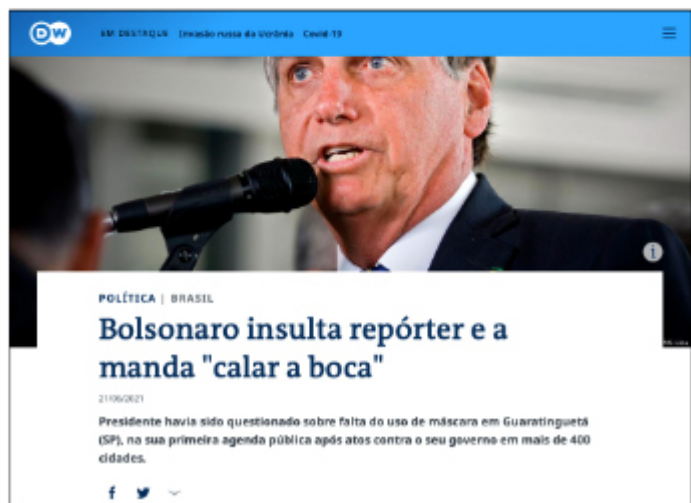 DW EM DESTAQUE Invasão russa da Ucrânia Covid-19
i
POLÍTICA | BRASIL
Bolsonaro insulta repórter e a
manda "calar a boca"
21/06/2021
Presidente havia sido questionado sobre falta do uso de máscara em Guaratinguetá
(SP), na sua primeira agenda pública após atos contra o seu governo em mais de 400
cidades.